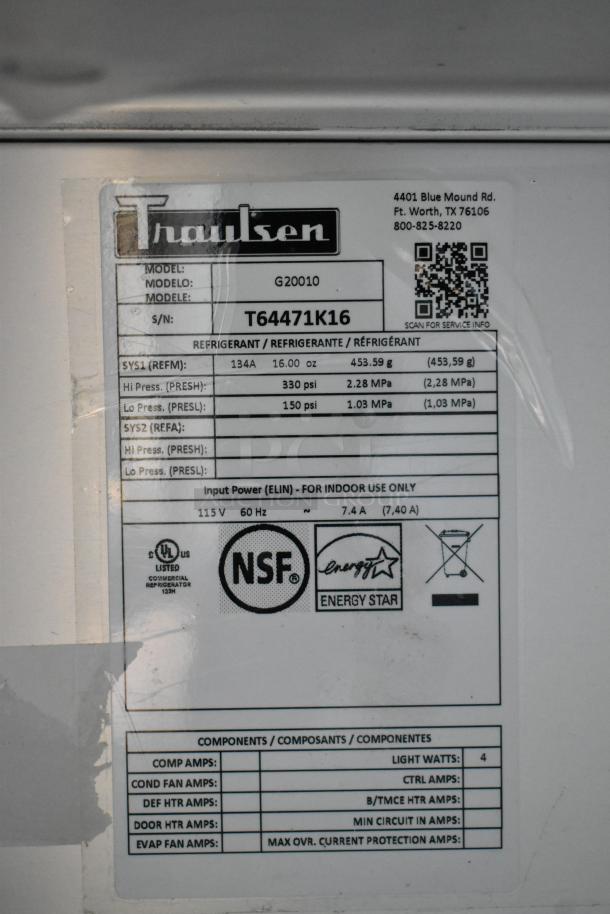 Traulsen
4401 Blue Mound Rd.
Ft. Worth, TX 76106
800-825-8220
MODEL:
MODELO: G20010
MODELE:
S/N: T64471K16
SCAN FOR SERVICE INFO
REFRIGERANT / REFRIGERANTE / RÉFRIGÉRANT
SYS1 (REFM): 134A 16.00 oz 453.59 g (453,59 g)
Hi Press. (PRESH): 330 psi 2.28 MPa (2,28 MPa)
Lo Press. (PRESL): 150 psi 1.03 MPa (1,03 MPa)
SYS2 (REFA):
Hi Press. (PRESH):
Lo Press. (PRESL):
Input Power (ELIN) - FOR INDOOR USE ONLY
115 V 60 Hz ~ 7.4 A (7,40 A)
C UL US
LISTED
COMMERCIAL
REFRIGERATOR
133H
NSF®
energy
ENERGY STAR
COMPONENTS / COMPOSANTS / COMPONENTES
COMP AMPS: LIGHT WATTS: 4
COND FAN AMPS: CTRL AMPS:
DEF HTR AMPS: B/TMCE HTR AMPS:
DOOR HTR AMPS: MIN CIRCUIT IN AMPS:
EVAP FAN AMPS: MAX OVR. CURRENT PROTECTION AMPS: